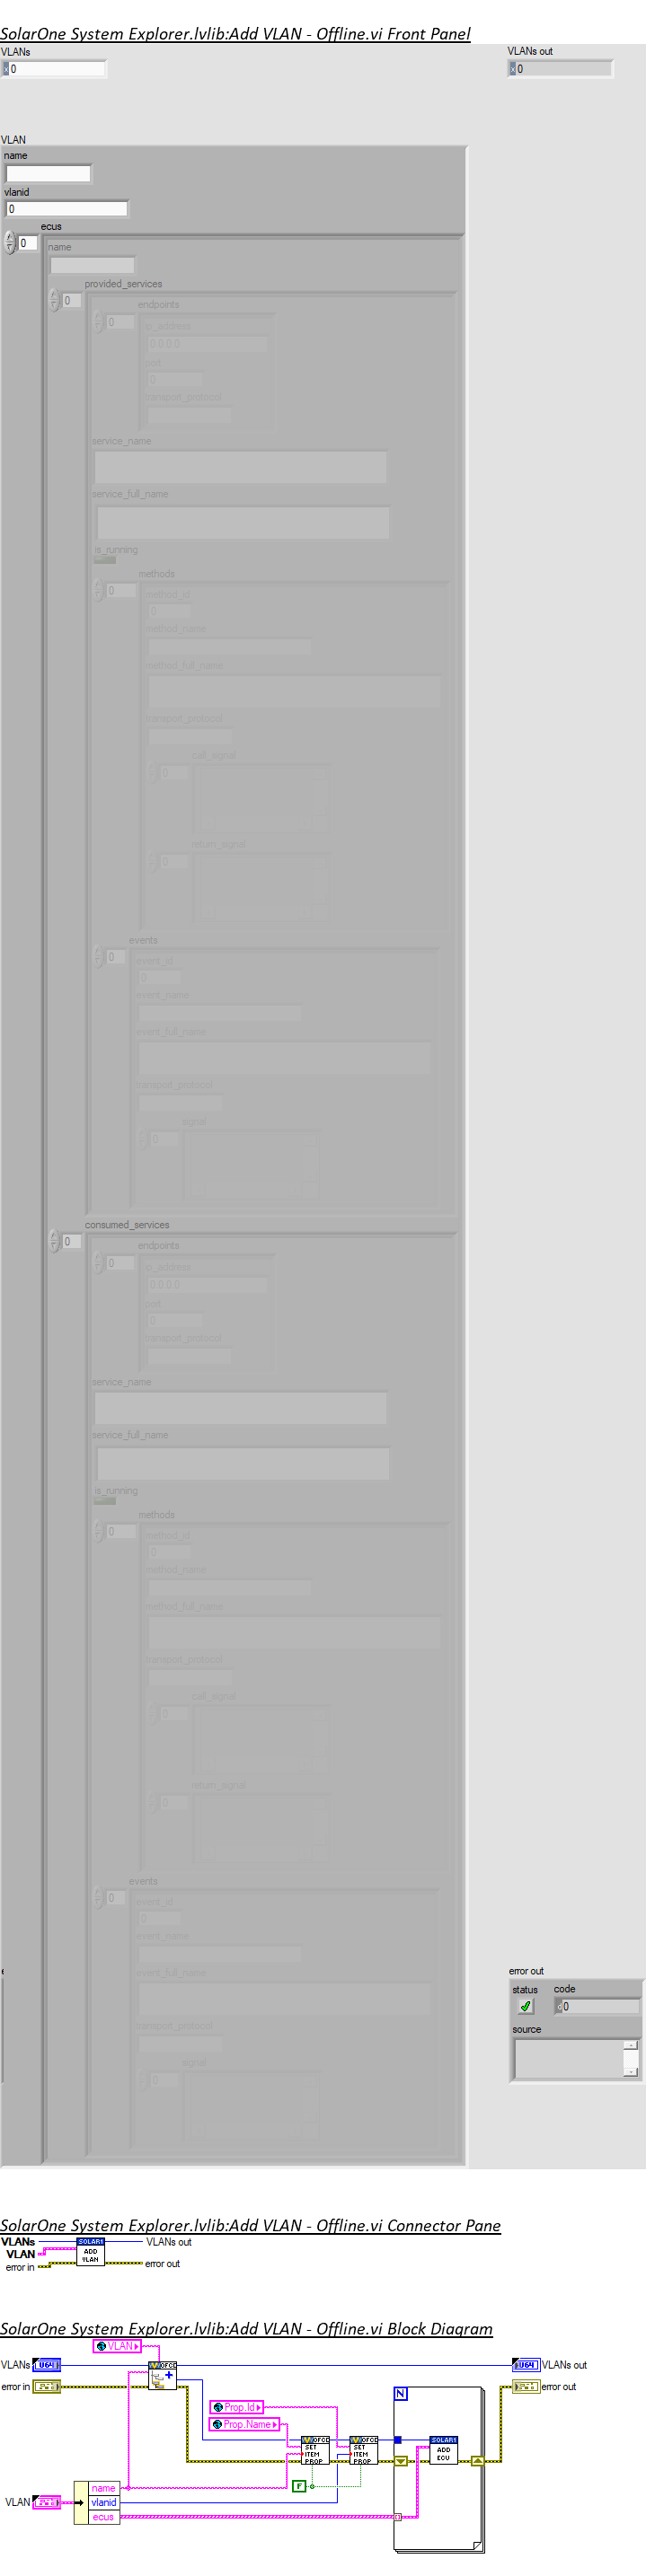 SolarOne System Explorer.lvlib:Add VLAN - Offline.vi Front Panel
VLANs
x 0
VLANs out
x 0
VLAN
name
vlanid
0
ecus
0
name
provided_services
0
endpoints
0
ip_address
0.0.0.0
port
0
transport_protocol
service_name
service_full_name
is_running
methods
0
method_id
0
method_name
method_full_name
transport_protocol
call_signal
0
return_signal
0
events
0
event_id
0
event_name
event_full_name
transport_protocol
signal
0
consumed_services
0
endpoints
0
ip_address
0.0.0.0
port
0
transport_protocol
service_name
service_full_name
is_running
methods
0
method_id
0
method_name
method_full_name
transport_protocol
call_signal
0
return_signal
0
events
0
event_id
0
event_name
event_full_name
transport_protocol
signal
0
error out
status
code
d 0
source
SolarOne System Explorer.lvlib:Add VLAN - Offline.vi Connector Pane
VLANs
VLAN
error in
SOLAR1
ADD
VLAN
VLANs out
error out
SolarOne System Explorer.lvlib:Add VLAN - Offline.vi Block Diagram
VLAN
VLANs
U64
error in
U64
VLANs out
error out
N
Prop.Id
Prop.Name
SET
ITEM
PROP
SET
ITEM
PROP
SOLAR1
ADD
ECU
F
VLAN
name
vlanid
ecus